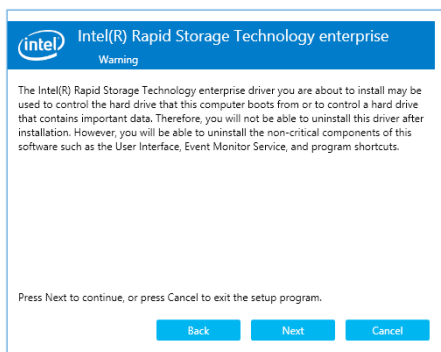 intel
Intel(R) Rapid Storage Technology enterprise
Warning
The Intel(R) Rapid Storage Technology enterprise driver you are about to install may be
used to control the hard drive that this computer boots from or to control a hard drive
that contains important data. Therefore, you will not be able to uninstall this driver after
installation. However, you will be able to uninstall the non-critical components of this
software such as the User Interface, Event Monitor Service, and program shortcuts.
Press Next to continue, or press Cancel to exit the setup program.
Back Next Cancel